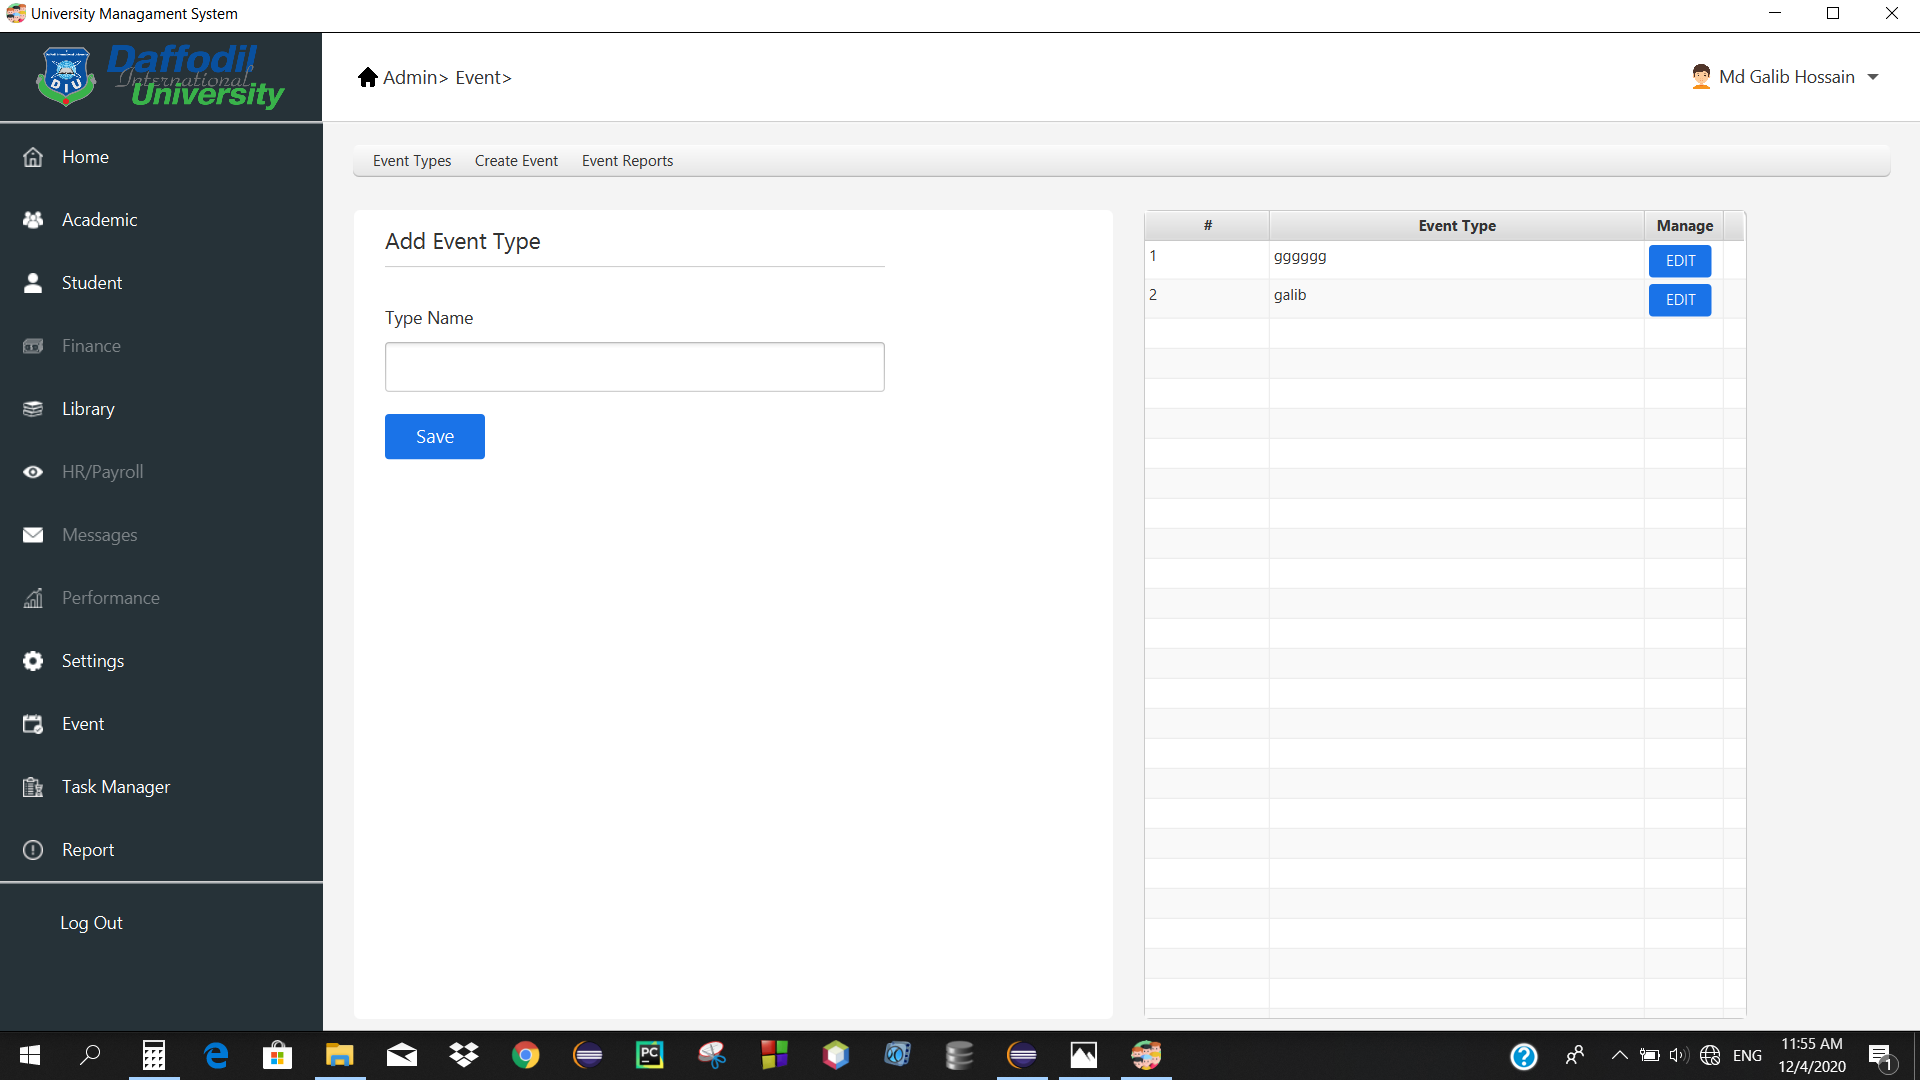 University Managament System
Daffodil
International
University
DIU
Admin> Event>
Md Galib Hossain
Home
Academic
Student
Finance
Library
HR/Payroll
Messages
Performance
Settings
Event
Task Manager
Report
Log Out
Event Types Create Event Event Reports
Add Event Type
Type Name
Save
# Event Type Manage
1 gggggg EDIT
2 galib EDIT
PC
ENG
11:55 AM
12/4/2020
1